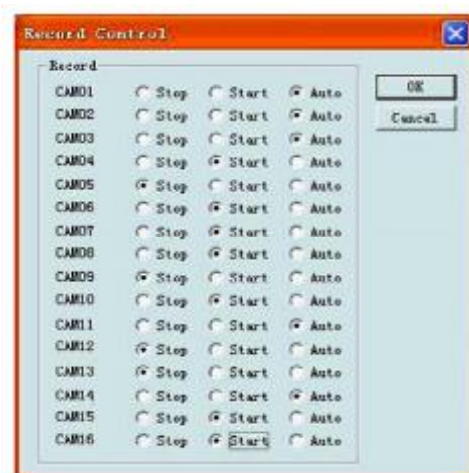 Record Control
Record
CAM01 Stop Start Auto OK
CAM02 Stop Start Auto Cancel
CAM03 Stop Start Auto
CAM04 Stop Start Auto
CAM05 Stop Start Auto
CAM06 Stop Start Auto
CAM07 Stop Start Auto
CAM08 Stop Start Auto
CAM09 Stop Start Auto
CAM10 Stop Start Auto
CAM11 Stop Start Auto
CAM12 Stop Start Auto
CAM13 Stop Start Auto
CAM14 Stop Start Auto
CAM15 Stop Start Auto
CAM16 Stop Start Auto